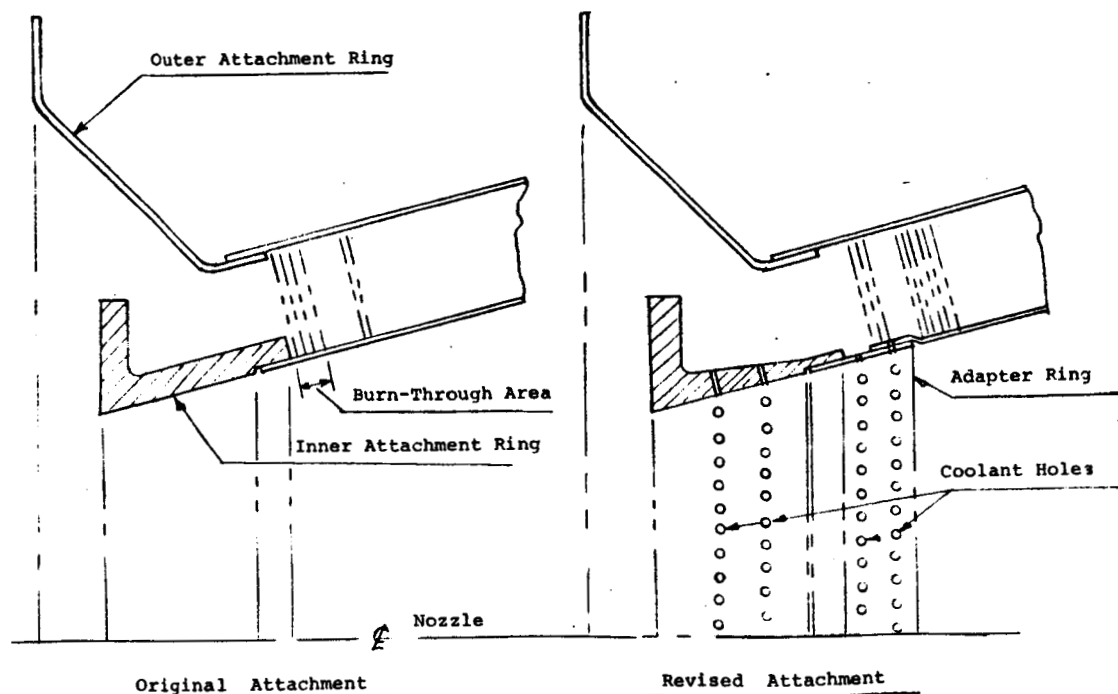 Outer Attachment Ring
Burn-Through Area
Inner Attachment Ring
Adapter Ring
Coolant Holes
℄ Nozzle
Original Attachment
Revised Attachment